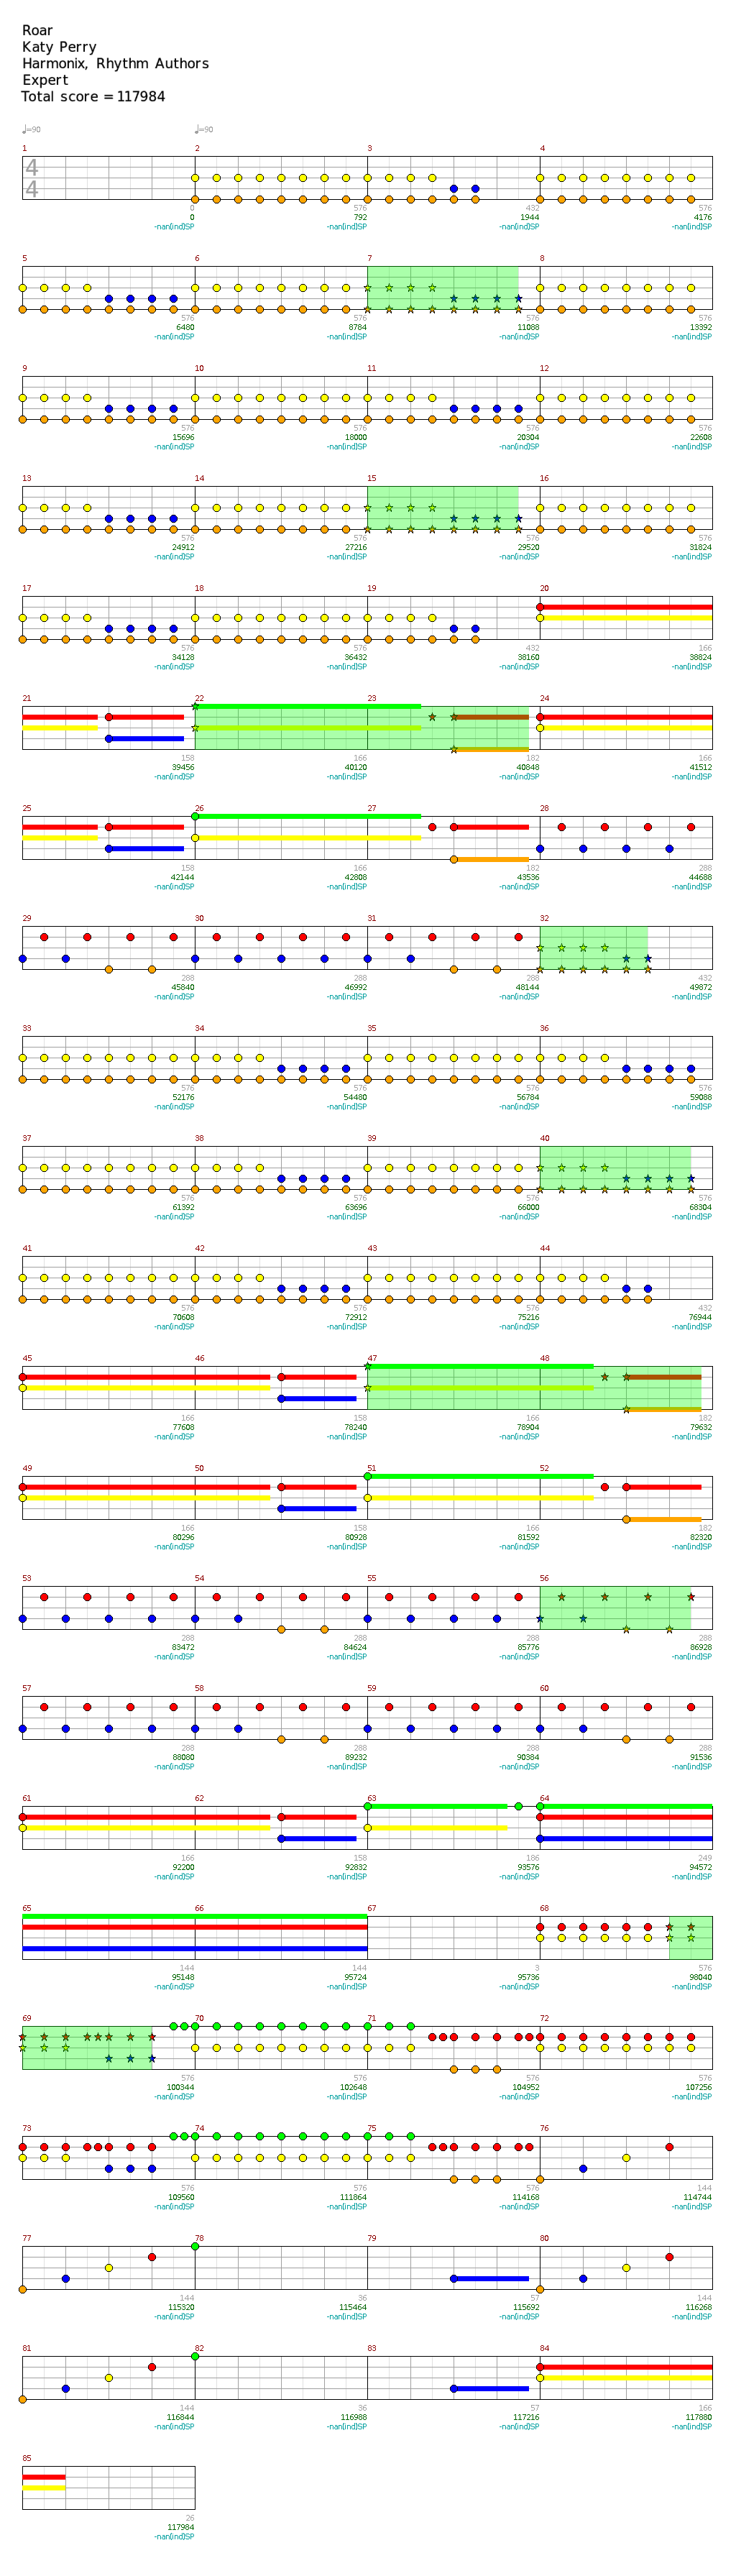 Roar
Katy Perry
Harmonix, Rhythm Authors
Expert
Total score = 117984
♩=90 ♩=90
1 2 3 4
4
4
0 576 432 576
0 792 1944 4176
-nan(ind)SP -nan(ind)SP -nan(ind)SP -nan(ind)SP
5 6 7 8
576 576 576 576
6480 8784 11088 13392
-nan(ind)SP -nan(ind)SP -nan(ind)SP -nan(ind)SP
9 10 11 12
576 576 576 576
15696 18000 20304 22608
-nan(ind)SP -nan(ind)SP -nan(ind)SP -nan(ind)SP
13 14 15 16
576 576 576 576
24912 27216 29520 31824
-nan(ind)SP -nan(ind)SP -nan(ind)SP -nan(ind)SP
17 18 19 20
576 576 432 166
34128 36432 38160 38824
-nan(ind)SP -nan(ind)SP -nan(ind)SP -nan(ind)SP
21 22 23 24
158 166 182 166
39456 40120 40848 41512
-nan(ind)SP -nan(ind)SP -nan(ind)SP -nan(ind)SP
25 26 27 28
158 166 182 288
42144 42808 43536 44688
-nan(ind)SP -nan(ind)SP -nan(ind)SP -nan(ind)SP
29 30 31 32
288 288 288 432
45840 46992 48144 49872
-nan(ind)SP -nan(ind)SP -nan(ind)SP -nan(ind)SP
33 34 35 36
576 576 576 576
52176 54480 56784 59088
-nan(ind)SP -nan(ind)SP -nan(ind)SP -nan(ind)SP
37 38 39 40
576 576 576 576
61392 63696 66000 68304
-nan(ind)SP -nan(ind)SP -nan(ind)SP -nan(ind)SP
41 42 43 44
576 576 576 432
70608 72912 75216 76944
-nan(ind)SP -nan(ind)SP -nan(ind)SP -nan(ind)SP
45 46 47 48
166 158 166 182
77608 78240 78904 79632
-nan(ind)SP -nan(ind)SP -nan(ind)SP -nan(ind)SP
49 50 51 52
166 158 166 182
80296 80928 81592 82320
-nan(ind)SP -nan(ind)SP -nan(ind)SP -nan(ind)SP
53 54 55 56
288 288 288 288
83472 84624 85776 86928
-nan(ind)SP -nan(ind)SP -nan(ind)SP -nan(ind)SP
57 58 59 60
288 288 288 288
88080 89232 90384 91536
-nan(ind)SP -nan(ind)SP -nan(ind)SP -nan(ind)SP
61 62 63 64
166 158 186 249
92200 92832 93576 94572
-nan(ind)SP -nan(ind)SP -nan(ind)SP -nan(ind)SP
65 66 67 68
144 144 3 576
95148 95724 95736 98040
-nan(ind)SP -nan(ind)SP -nan(ind)SP -nan(ind)SP
69 70 71 72
576 576 576 576
100344 102648 104952 107256
-nan(ind)SP -nan(ind)SP -nan(ind)SP -nan(ind)SP
73 74 75 76
576 576 576 144
109560 111864 114168 114744
-nan(ind)SP -nan(ind)SP -nan(ind)SP -nan(ind)SP
77 78 79 80
144 36 57 144
115320 115464 115692 116268
-nan(ind)SP -nan(ind)SP -nan(ind)SP -nan(ind)SP
81 82 83 84
144 36 57 166
116844 116988 117216 117880
-nan(ind)SP -nan(ind)SP -nan(ind)SP -nan(ind)SP
85
26
117984
-nan(ind)SP